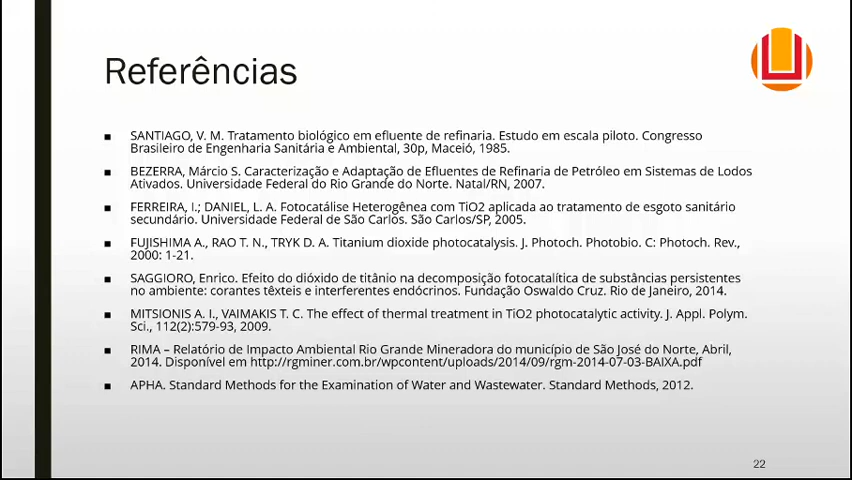 Referências
■ SANTIAGO, V. M. Tratamento biológico em efluente de refinaria. Estudo em escala piloto. Congresso
Brasileiro de Engenharia Sanitária e Ambiental, 30p, Maceió, 1985.
■ BEZERRA, Márcio S. Caracterização e Adaptação de Efluentes de Refinaria de Petróleo em Sistemas de Lodos
Ativados. Universidade Federal do Rio Grande do Norte. Natal/RN, 2007.
■ FERREIRA, I.; DANIEL, L. A. Fotocatálise Heterogênea com TiO2 aplicada ao tratamento de esgoto sanitário
secundário. Universidade Federal de São Carlos. São Carlos/SP, 2005.
■ FUJISHIMA A., RAO T. N., TRYK D. A. Titanium dioxide photocatalysis. J. Photoch. Photobio. C: Photoch. Rev.,
2000: 1-21.
■ SAGGIORO, Enrico. Efeito do dióxido de titânio na decomposição fotocatalítica de substâncias persistentes
no ambiente: corantes têxteis e interferentes endócrinos. Fundação Oswaldo Cruz. Rio de Janeiro, 2014.
■ MITSIONIS A. I., VAIMAKIS T. C. The effect of thermal treatment in TiO2 photocatalytic activity. J. Appl. Polym.
Sci., 112(2):579-93, 2009.
■ RIMA – Relatório de Impacto Ambiental Rio Grande Mineradora do município de São José do Norte, Abril,
2014. Disponível em http://rgminer.com.br/wpcontent/uploads/2014/09/rgm-2014-07-03-BAIXA.pdf
■ APHA. Standard Methods for the Examination of Water and Wastewater. Standard Methods, 2012.
22